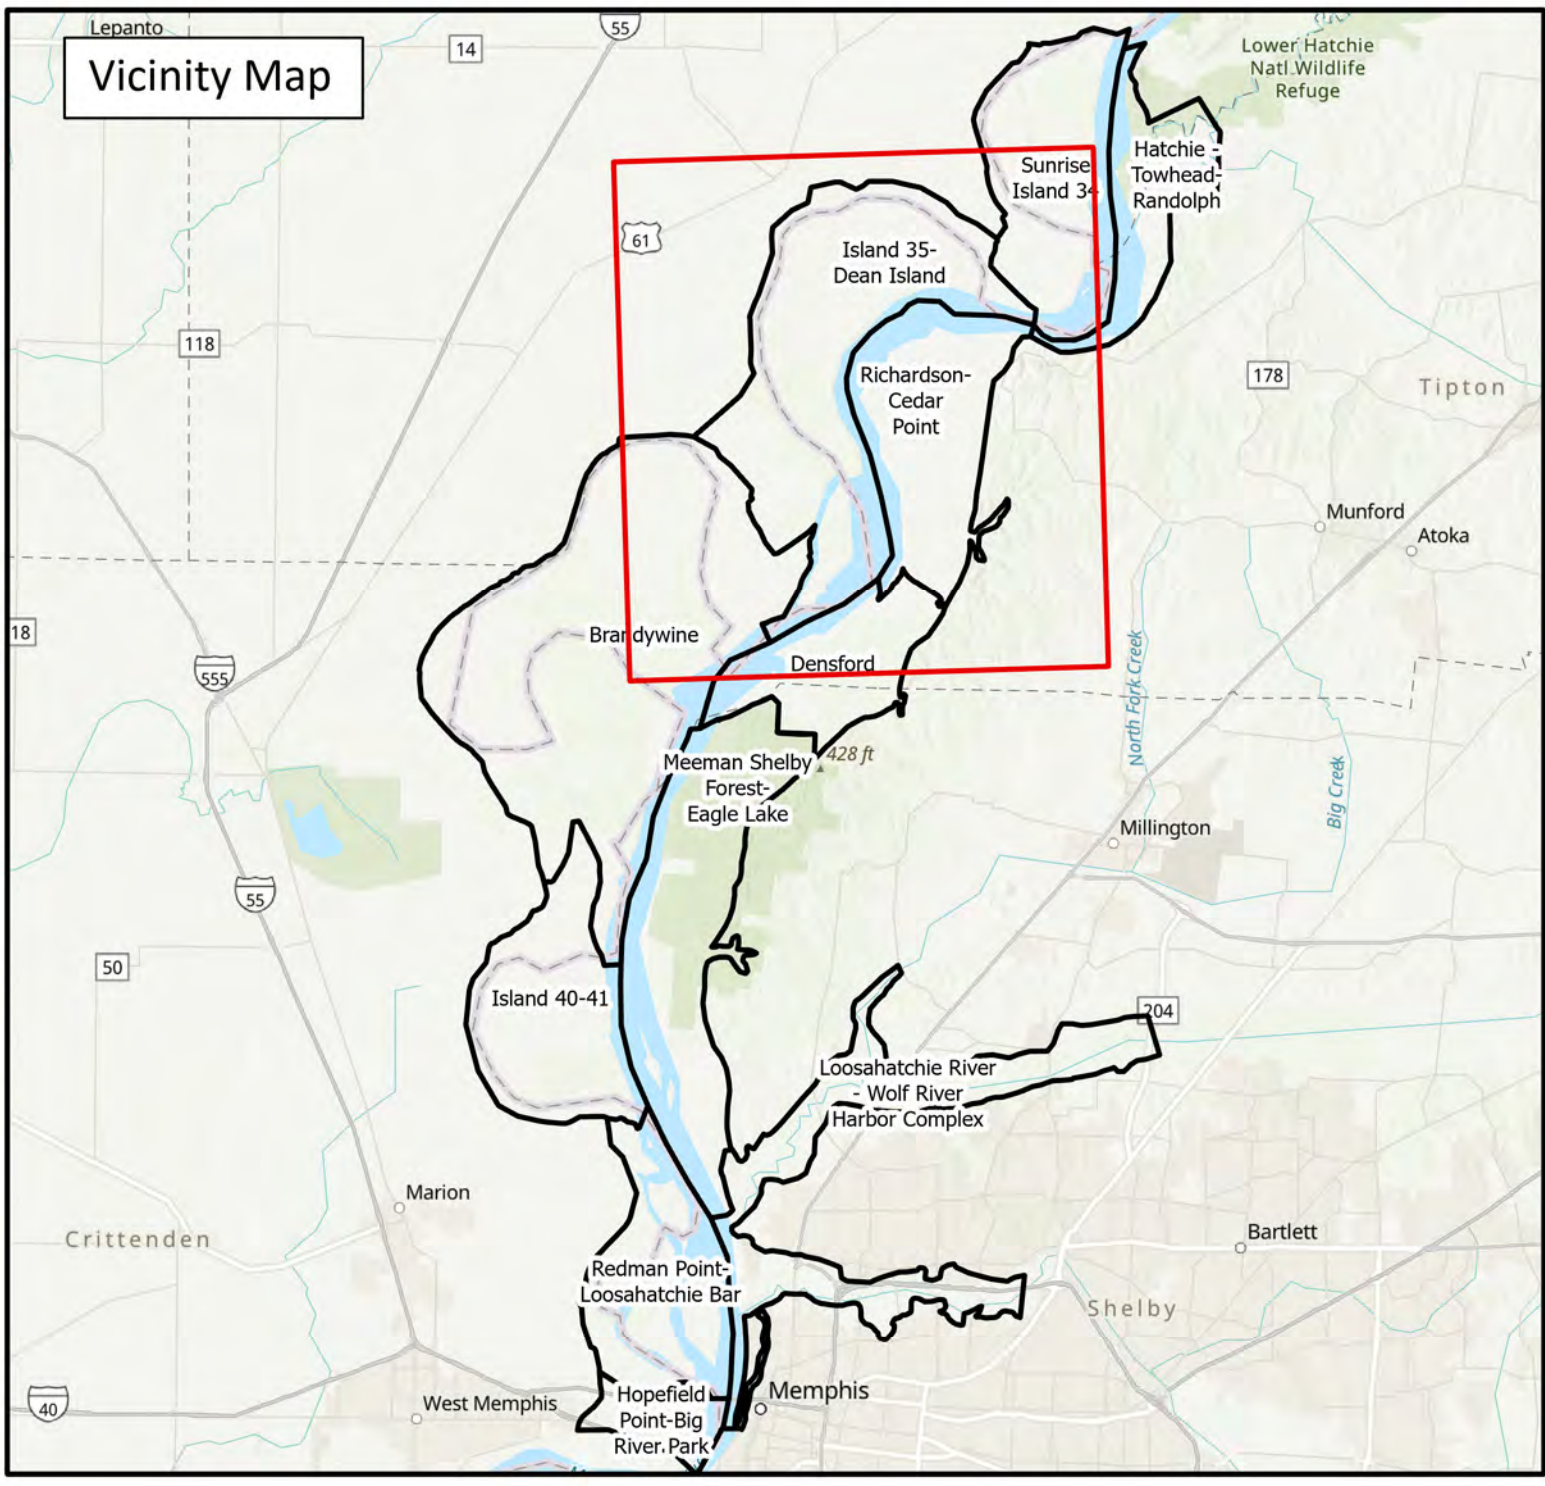 Lepanto
55
14
Vicinity Map
Lower Hatchie
Natl.Wildlife
Refuge
Hatchie -
Towhead-
Randolph
Sunrise
Island 34
61
Island 35-
Dean Island
118
Richardson-
Cedar
Point
178
Tipton
Munford
Atoka
18
Brandywine
555
Densford
North Fork Creek
428 ft
Meeman Shelby
Forest-
Eagle Lake
Big Creek
Millington
55
50
Island 40-41
204
Loosahatchie River
- Wolf River
Harbor Complex
Marion
Crittenden
Bartlett
Redman Point-
Loosahatchie Bar
Shelby
40
West Memphis
Hopefield
Point-Big
River Park
Memphis